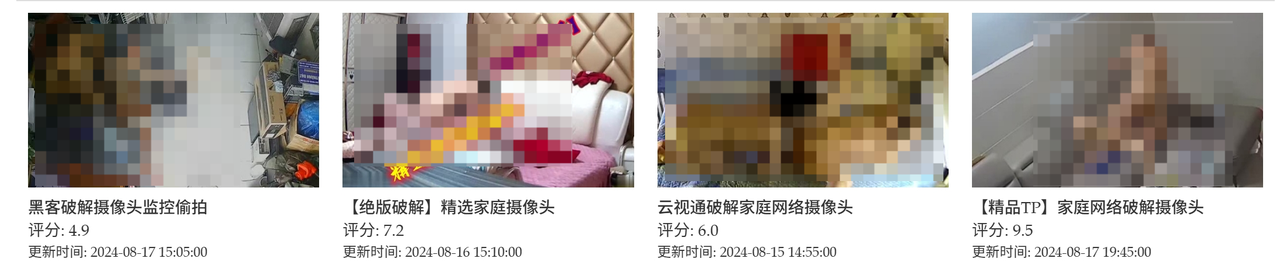 黑客破解摄像头监控偷拍
评分: 4.9
更新时间: 2024-08-17 15:05:00
【绝版破解】精选家庭摄像头
评分: 7.2
更新时间: 2024-08-16 15:10:00
云视通破解家庭网络摄像头
评分: 6.0
更新时间: 2024-08-15 14:55:00
【精品TP】家庭网络破解摄像头
评分: 9.5
更新时间: 2024-08-17 19:45:00